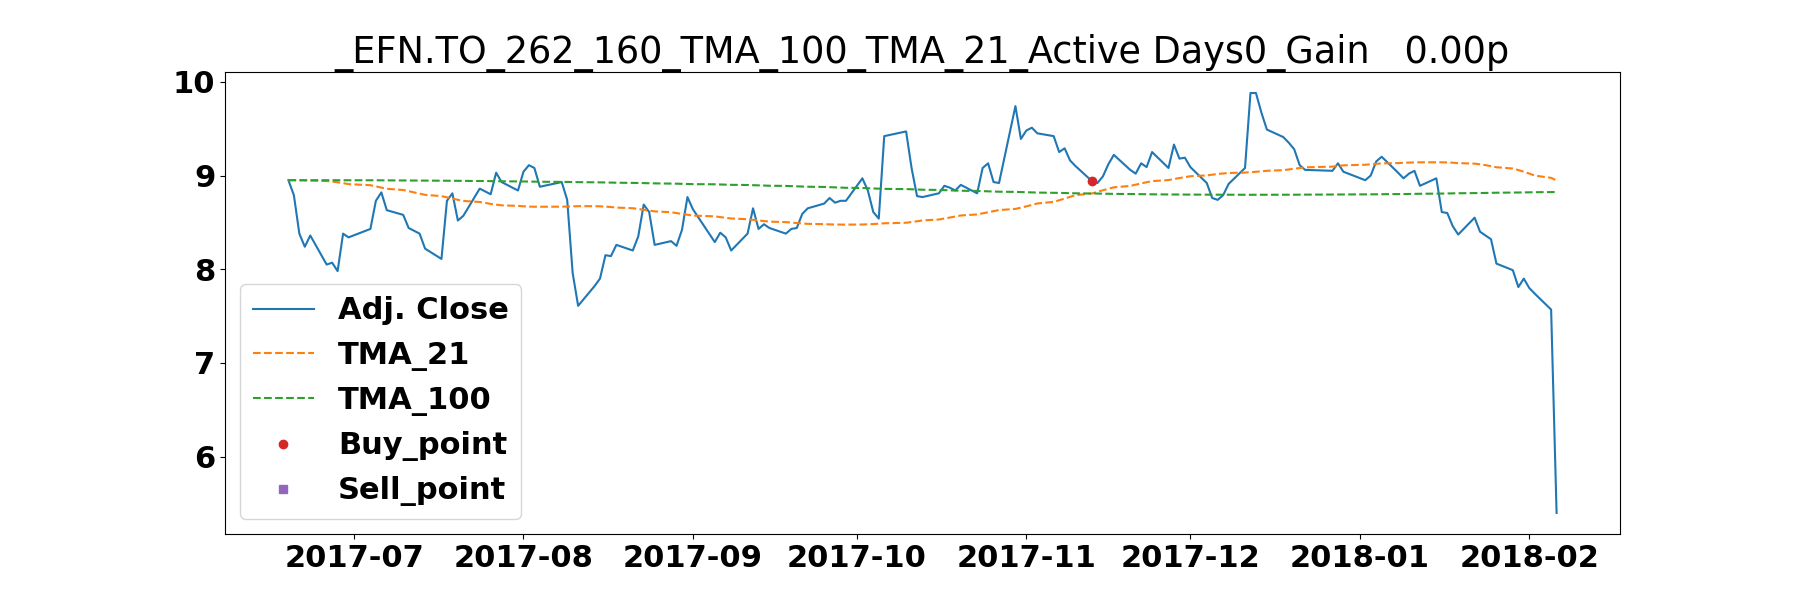 _EFN.TO_262_160_TMA_100_TMA_21_Active Days0_Gain   0.00p
10
9
8
7
6
Adj. Close
TMA_21
TMA_100
Buy_point
Sell_point
2017-07 2017-08 2017-09 2017-10 2017-11 2017-12 2018-01 2018-02